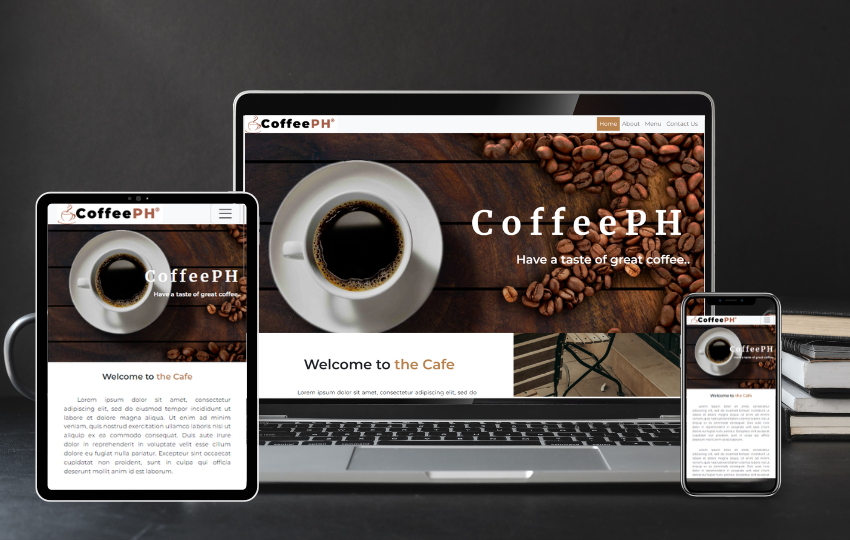 CoffeePH®
Home About Menu Contact Us
CoffeePH
Have a taste of great coffee..
Welcome to the Cafe
Lorem ipsum dolor sit amet, consectetur adipiscing elit, sed do
CoffeePH®
CoffeePH
Have a taste of great coffee..
Welcome to the Cafe
Lorem ipsum dolor sit amet, consectetur
adipiscing elit, sed do eiusmod tempor incididunt ut
labore et dolore magna aliqua. Ut enim ad minim
veniam, quis nostrud exercitation ullamco laboris nisi ut
aliquip ex ea commodo consequat. Duis aute irure
dolor in reprehenderit in voluptate velit esse cillum
dolore eu fugiat nulla pariatur. Excepteur sint occaecat
cupidatat non proident, sunt in culpa qui officia
deserunt mollit anim id est laborum.
CoffeePH
CoffeePH
Welcome to the Cafe